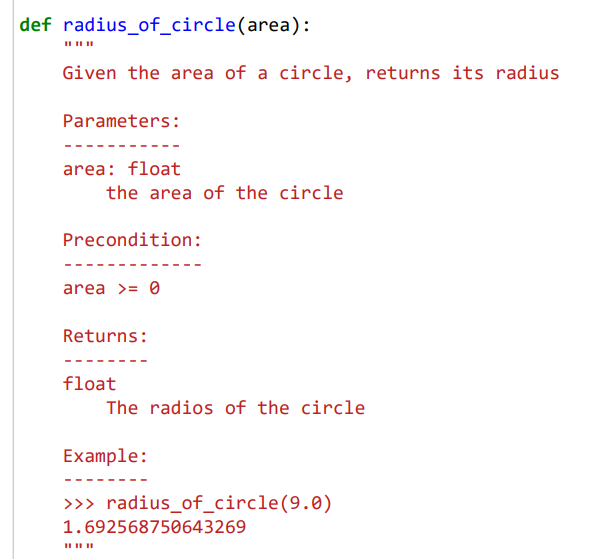 def radius_of_circle(area):
"""
Given the area of a circle, returns its radius
Parameters:
-----------
area: float
the area of the circle
Precondition:
-------------
area >= 0
Returns:
--------
float
The radios of the circle
Example:
--------
>>> radius_of_circle(9.0)
1.692568750643269
"""